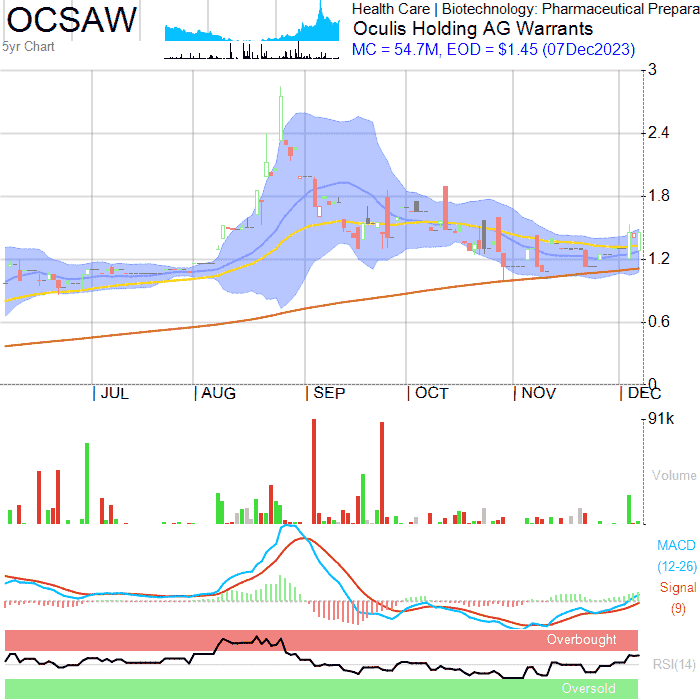 OCSAW
5yr Chart
Health Care | Biotechnology: Pharmaceutical Prepara
Oculis Holding AG Warrants
MC = 54.7M, EOD = $1.45 (07Dec2023)
3
2.4
1.8
1.2
0.6
0
| JUL | AUG | SEP | OCT | NOV | DEC
91k
Volume
MACD
(12-26)
Signal
(9)
Overbought
RSI(14)
Oversold